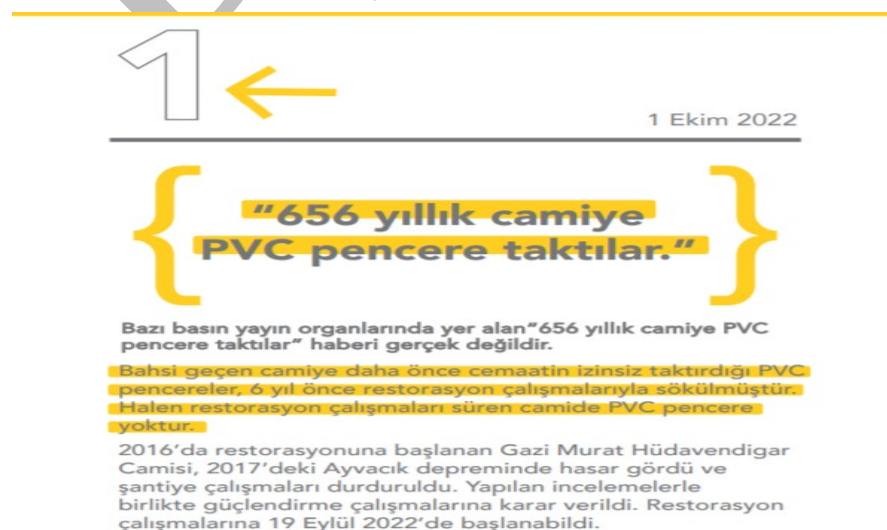 1
1 Ekim 2022
"656 yıllık camiye
PVC pencere taktılar."
Bazı basın yayın organlarında yer alan"656 yıllık camiye PVC
pencere taktılar" haberi gerçek değildir.
Bahsi geçen camiye daha önce cemaatin izinsiz taktırdığı PVC
pencereler, 6 yıl önce restorasyon çalışmalarıyla sökülmüştür.
Halen restorasyon çalışmaları süren camide PVC pencere
yoktur.
2016'da restorasyonuna başlanan Gazi Murat Hüdavendigar
Camisi, 2017'deki Ayvacık depreminde hasar gördü ve
şantiye çalışmaları durduruldu. Yapılan incelemelerle
birlikte güçlendirme çalışmalarına karar verildi. Restorasyon
çalışmalarına 19 Eylül 2022'de başlanabildi.